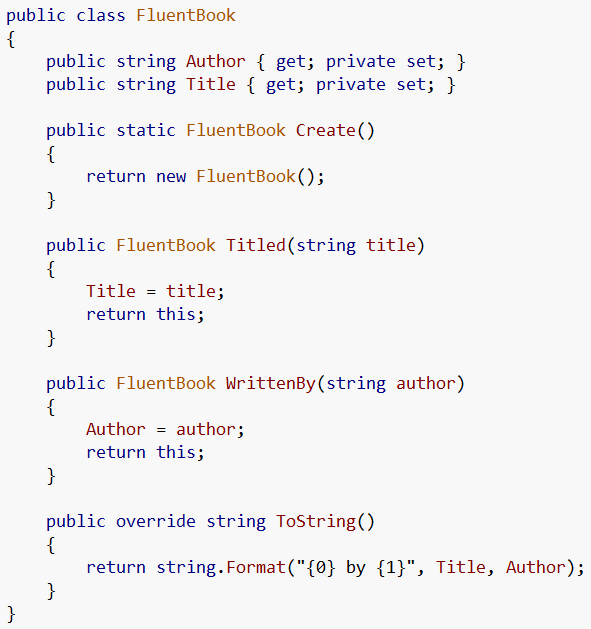 public class FluentBook
{
    public string Author { get; private set; }
    public string Title { get; private set; }

    public static FluentBook Create()
    {
        return new FluentBook();
    }

    public FluentBook Titled(string title)
    {
        Title = title;
        return this;
    }

    public FluentBook WrittenBy(string author)
    {
        Author = author;
        return this;
    }

    public override string ToString()
    {
        return string.Format("{0} by {1}", Title, Author);
    }
}